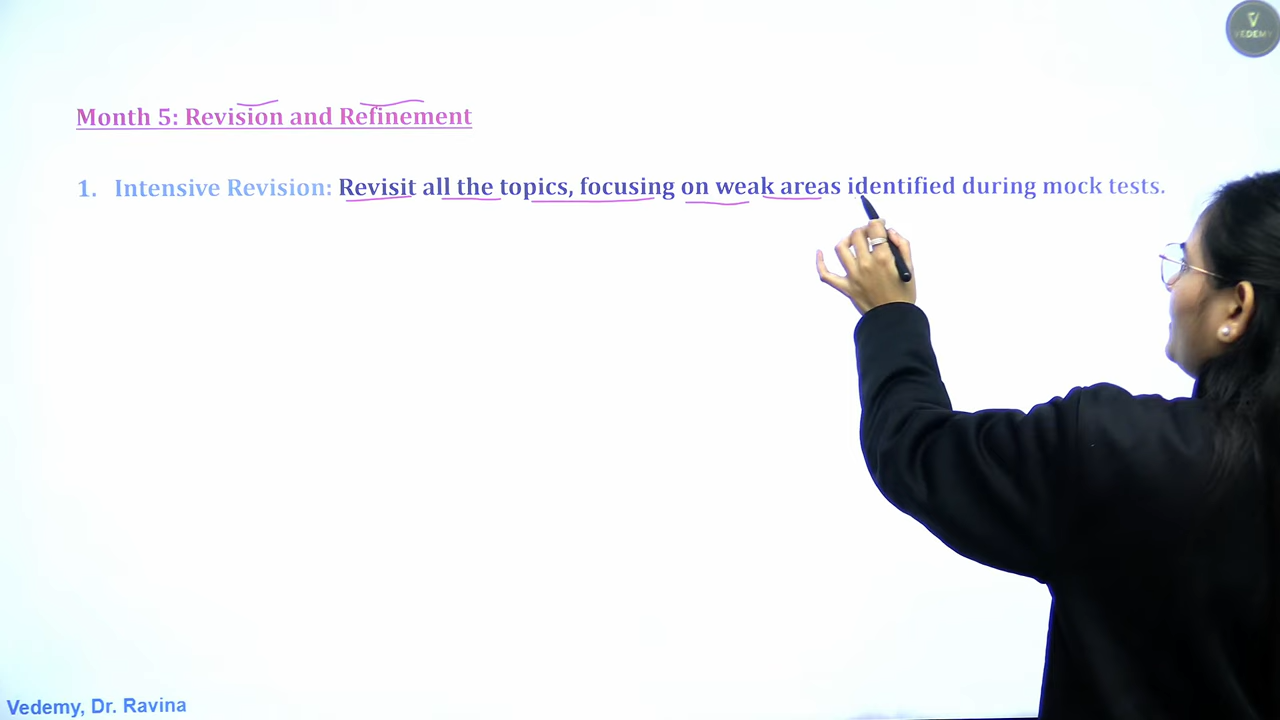 VEDEMY
Month 5: Revision and Refinement
1. Intensive Revision: Revisit all the topics, focusing on weak areas identified during mock tests.
Vedemy, Dr. Ravina